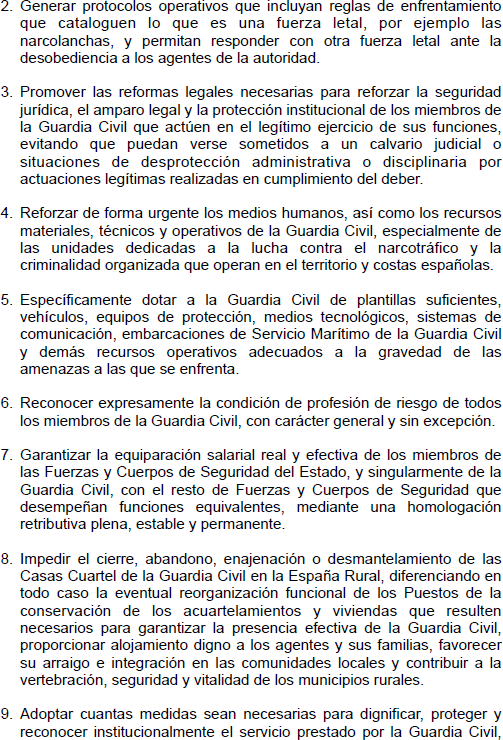 2. Generar protocolos operativos que incluyan reglas de enfrentamiento
que cataloguen lo que es una fuerza letal, por ejemplo las
narcolanchas, y permitan responder con otra fuerza letal ante la
desobediencia a los agentes de la autoridad.
3. Promover las reformas legales necesarias para reforzar la seguridad
jurídica, el amparo legal y la protección institucional de los miembros de
la Guardia Civil que actúen en el legítimo ejercicio de sus funciones,
evitando que puedan verse sometidos a un calvario judicial o
situaciones de desprotección administrativa o disciplinaria por
actuaciones legítimas realizadas en cumplimiento del deber.
4. Reforzar de forma urgente los medios humanos, así como los recursos
materiales, técnicos y operativos de la Guardia Civil, especialmente de
las unidades dedicadas a la lucha contra el narcotráfico y la
criminalidad organizada que operan en el territorio y costas españolas.
5. Específicamente dotar a la Guardia Civil de plantillas suficientes,
vehículos, equipos de protección, medios tecnológicos, sistemas de
comunicación, embarcaciones de Servicio Marítimo de la Guardia Civil
y demás recursos operativos adecuados a la gravedad de las
amenazas a las que se enfrenta.
6. Reconocer expresamente la condición de profesión de riesgo de todos
los miembros de la Guardia Civil, con carácter general y sin excepción.
7. Garantizar la equiparación salarial real y efectiva de los miembros de
las Fuerzas y Cuerpos de Seguridad del Estado, y singularmente de la
Guardia Civil, con el resto de Fuerzas y Cuerpos de Seguridad que
desempeñan funciones equivalentes, mediante una homologación
retributiva plena, estable y permanente.
8. Impedir el cierre, abandono, enajenación o desmantelamiento de las
Casas Cuartel de la Guardia Civil en la España Rural, diferenciando en
todo caso la eventual reorganización funcional de los Puestos de la
conservación de los acuartelamientos y viviendas que resulten
necesarios para garantizar la presencia efectiva de la Guardia Civil,
proporcionar alojamiento digno a los agentes y sus familias, favorecer
su arraigo e integración en las comunidades locales y contribuir a la
vertebración, seguridad y vitalidad de los municipios rurales.
9. Adoptar cuantas medidas sean necesarias para dignificar, proteger y
reconocer institucionalmente el servicio prestado por la Guardia Civil,